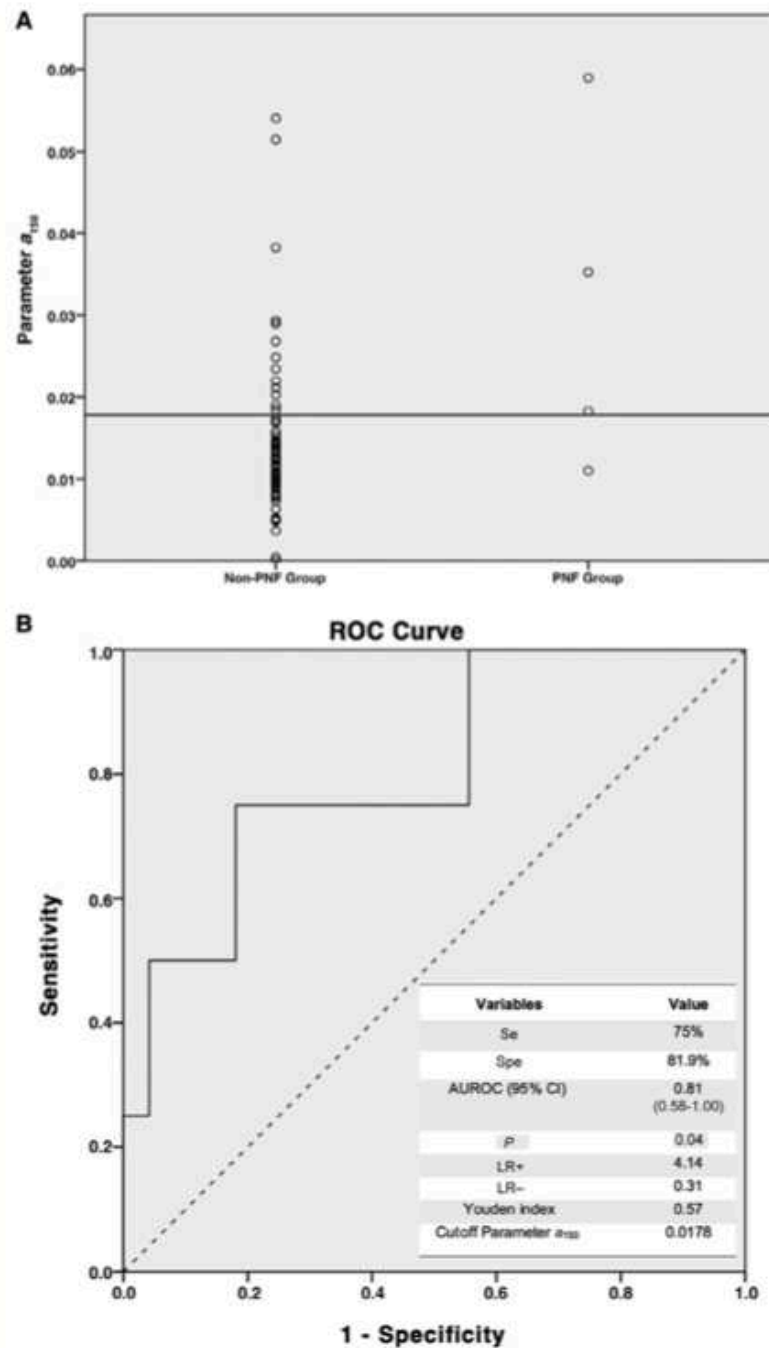 A
0.06
0.05
0.04
0.03
0.02
0.01
0.00
Parameter a₁₅₀
Non-PNF Group PNF Group
B
ROC Curve
1.0
0.8
0.6
0.4
0.2
0.0
Sensitivity
Variables Value
Se 75%
Spe 81.9%
AUROC (95% CI) 0.81
(0.58-1.00)
P 0.04
LR+ 4.14
LR– 0.31
Youden index 0.57
Cutoff Parameter a₁₅₀ 0.0178
0.0 0.2 0.4 0.6 0.8 1.0
1 - Specificity